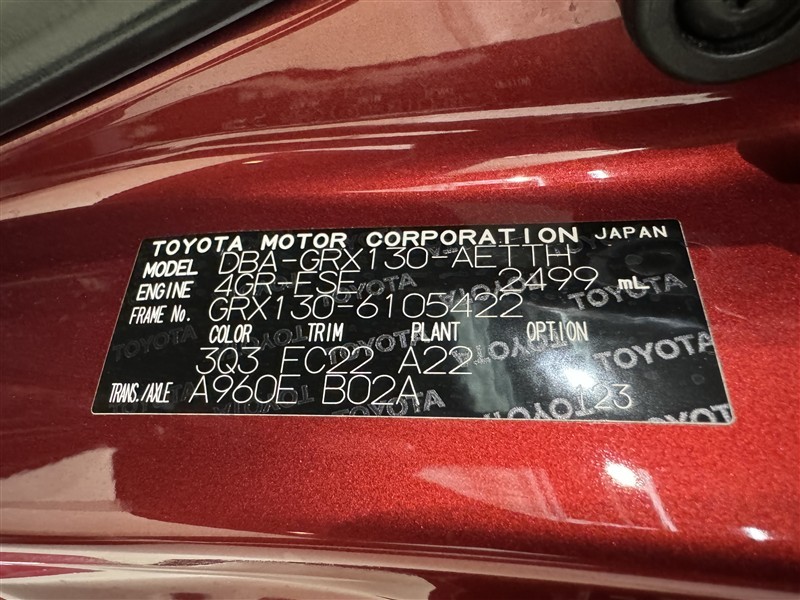 TOYOTA MOTOR CORPORATION JAPAN
MODEL DBA-GRX130-AETTH
ENGINE 4GR-FSE 2499 mL
FRAME No. GRX130-6105422
COLOR TRIM PLANT OPTION
3Q3 FC22 A22
TRANS./AXLE A960E B02A 123